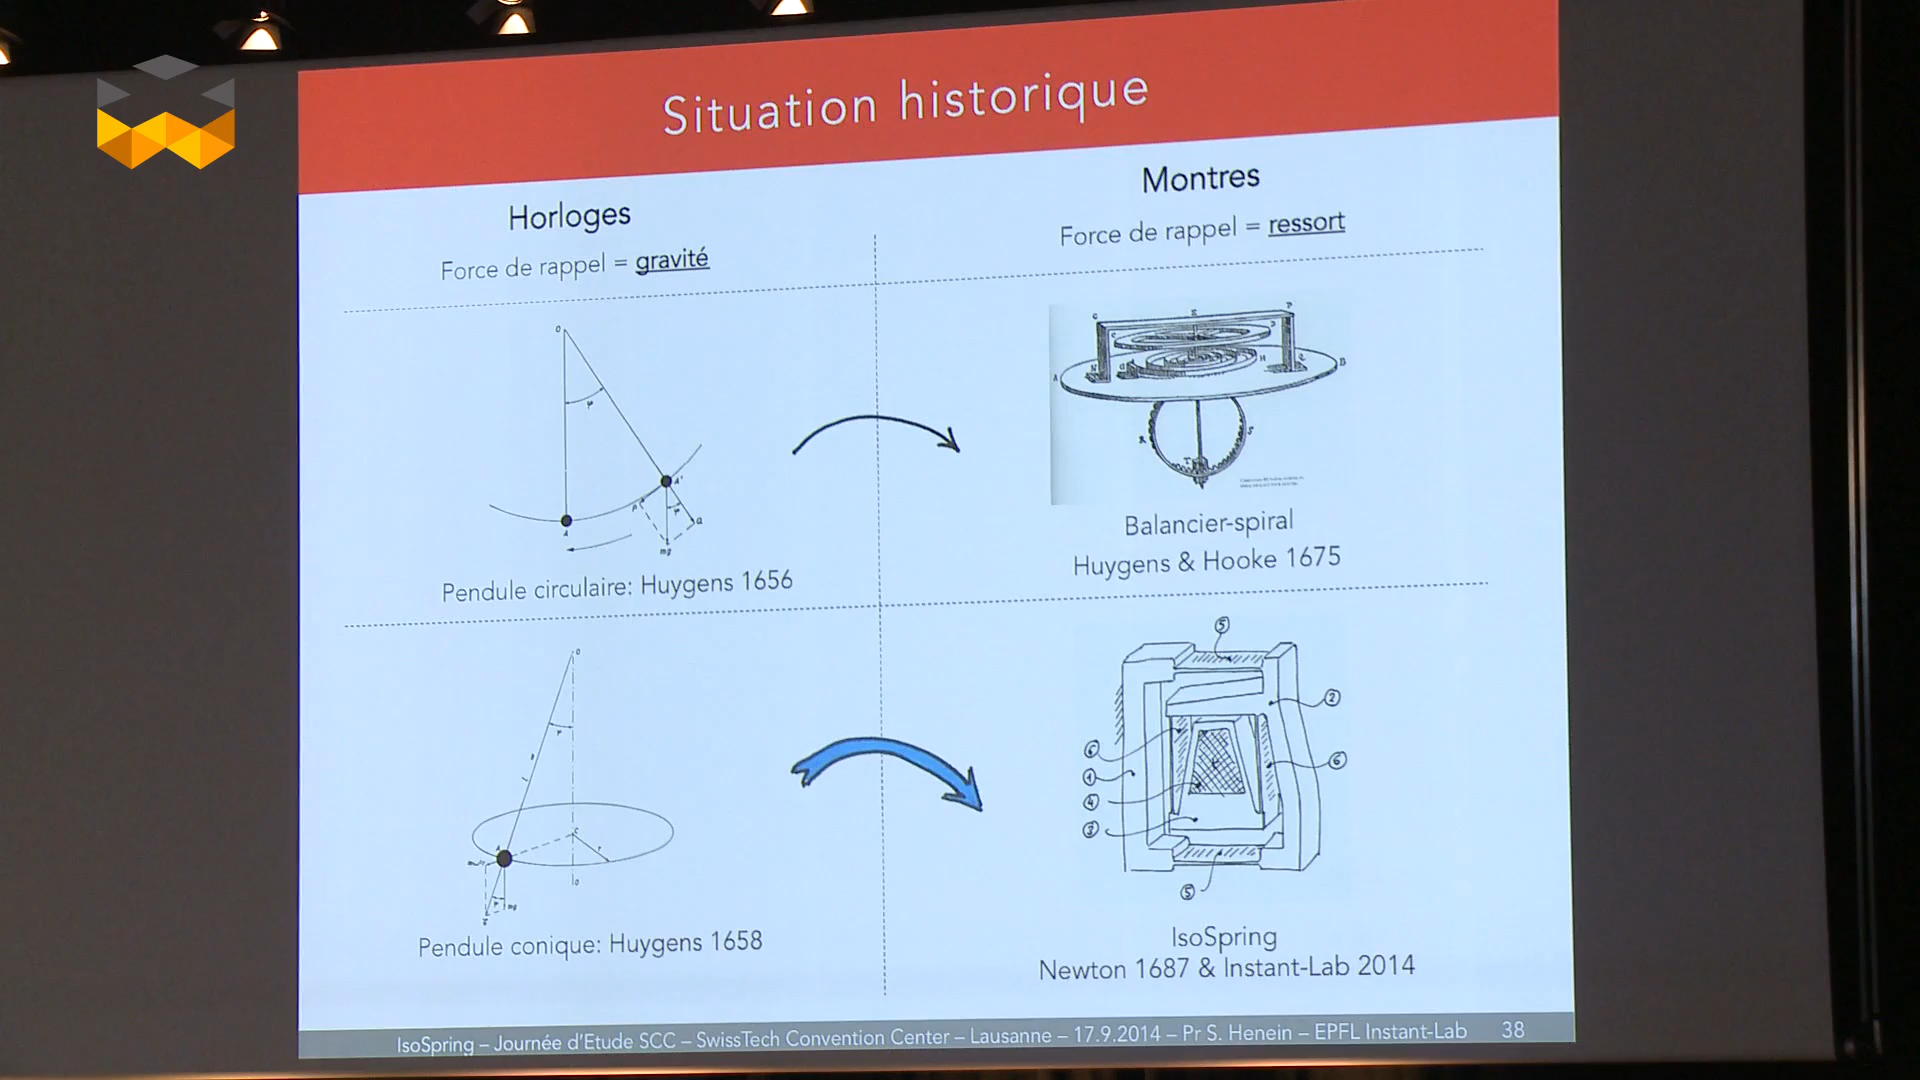 Situation historique
Horloges
Force de rappel = gravité
Montres
Force de rappel = ressort
Pendule circulaire: Huygens 1656
Balancier-spiral
Huygens & Hooke 1675
Pendule conique: Huygens 1658
IsoSpring
Newton 1687 & Instant-Lab 2014
IsoSpring – Journée d'Etude SCC – SwissTech Convention Center – Lausanne – 17.9.2014 – Pr S. Henein – EPFL Instant-Lab 38